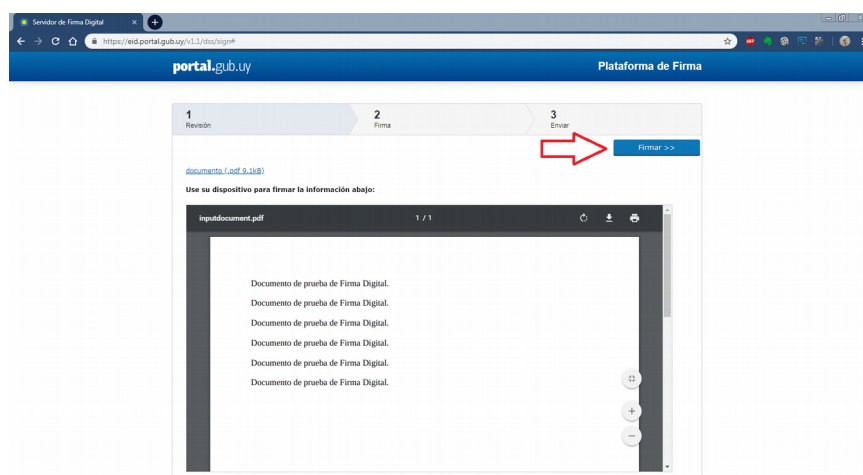 Servidor de Firma Digital
https://eid.portal.gub.uy/v1.1/dss/sign#
ABP
portal.gub.uy
Plataforma de Firma
1
Revisión
2
Firma
3
Enviar
Firmar >>
documento (.pdf 9.1kB)
Use su dispositivo para firmar la información abajo:
inputdocument.pdf
1 / 1
Documento de prueba de Firma Digital.
Documento de prueba de Firma Digital.
Documento de prueba de Firma Digital.
Documento de prueba de Firma Digital.
Documento de prueba de Firma Digital.
Documento de prueba de Firma Digital.